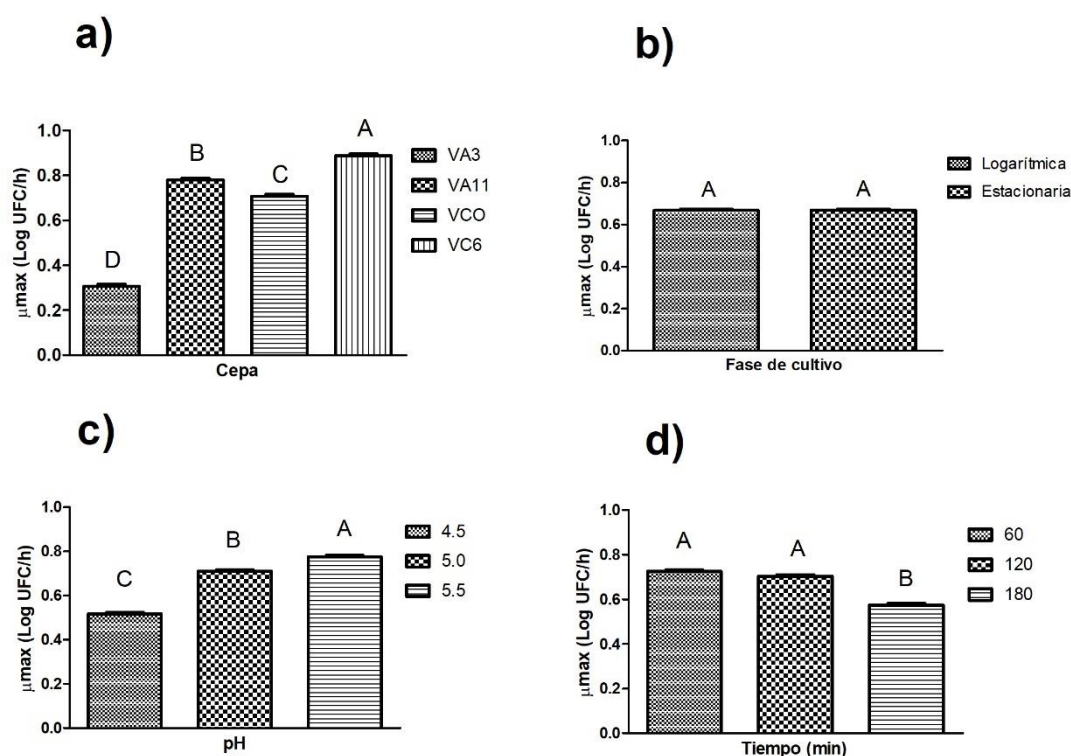 a)
μmax (Log UFC/h)
1.0
0.8
0.6
0.4
0.2
0.0
D
B
C
A
Cepa
VA3
VA11
VCO
VC6
b)
μmax (Log UFC/h)
1.0
0.8
0.6
0.4
0.2
0.0
A
A
Fase de cultivo
Logarítmica
Estacionaria
c)
μmax (Log UFC/h)
1.0
0.8
0.6
0.4
0.2
0.0
C
B
A
pH
4.5
5.0
5.5
d)
μmax (Log UFC/h)
1.0
0.8
0.6
0.4
0.2
0.0
A
A
B
Tiempo (min)
60
120
180